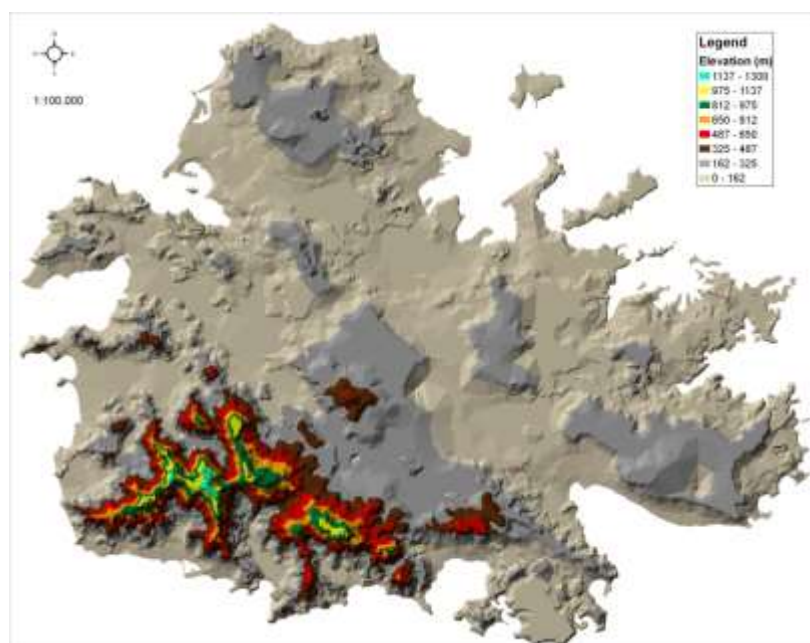 1:100.000
Legend
Elevation (m)
1137 - 1300
975 - 1137
812 - 975
650 - 812
487 - 650
325 - 487
162 - 325
0 - 162